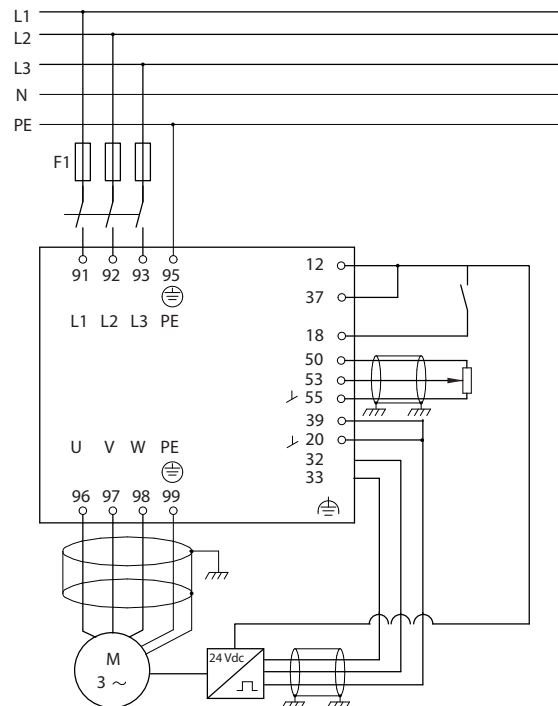 L1
L2
L3
N
PE
F1
91 92 93 95
L1 L2 L3 PE
12
37
18
50
53
55
39
20
32
33
U V W PE
96 97 98 99
M
3 ~
24 Vdc